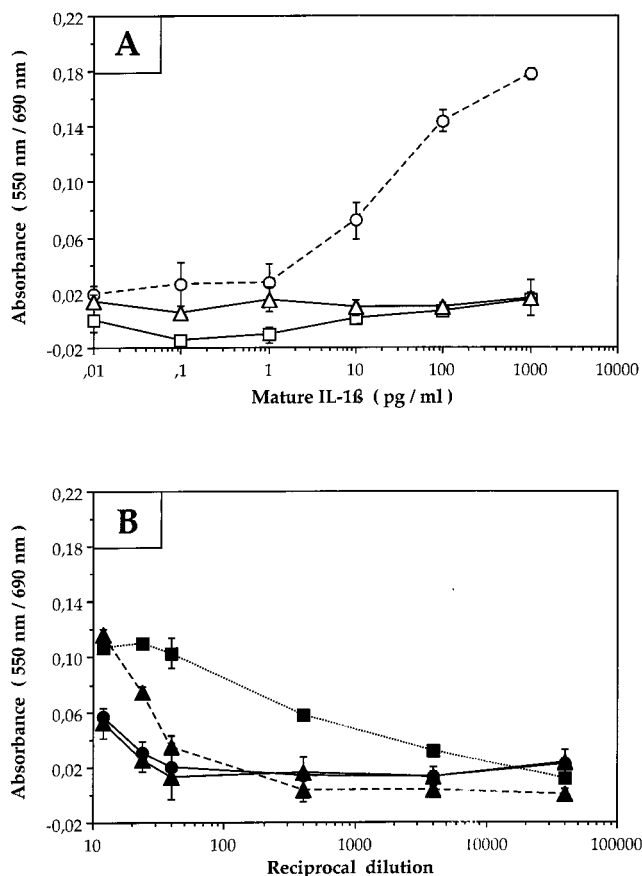 A
Absorbance ( 550 nm / 690 nm )
0,22
0,18
0,14
0,10
0,06
0,02
-0,02
,01 ,1 1 10 100 1000 10000
Mature IL-1ß ( pg / ml )
B
Absorbance ( 550 nm / 690 nm )
0,22
0,18
0,14
0,10
0,06
0,02
-0,02
10 100 1000 10000 100000
Reciprocal dilution